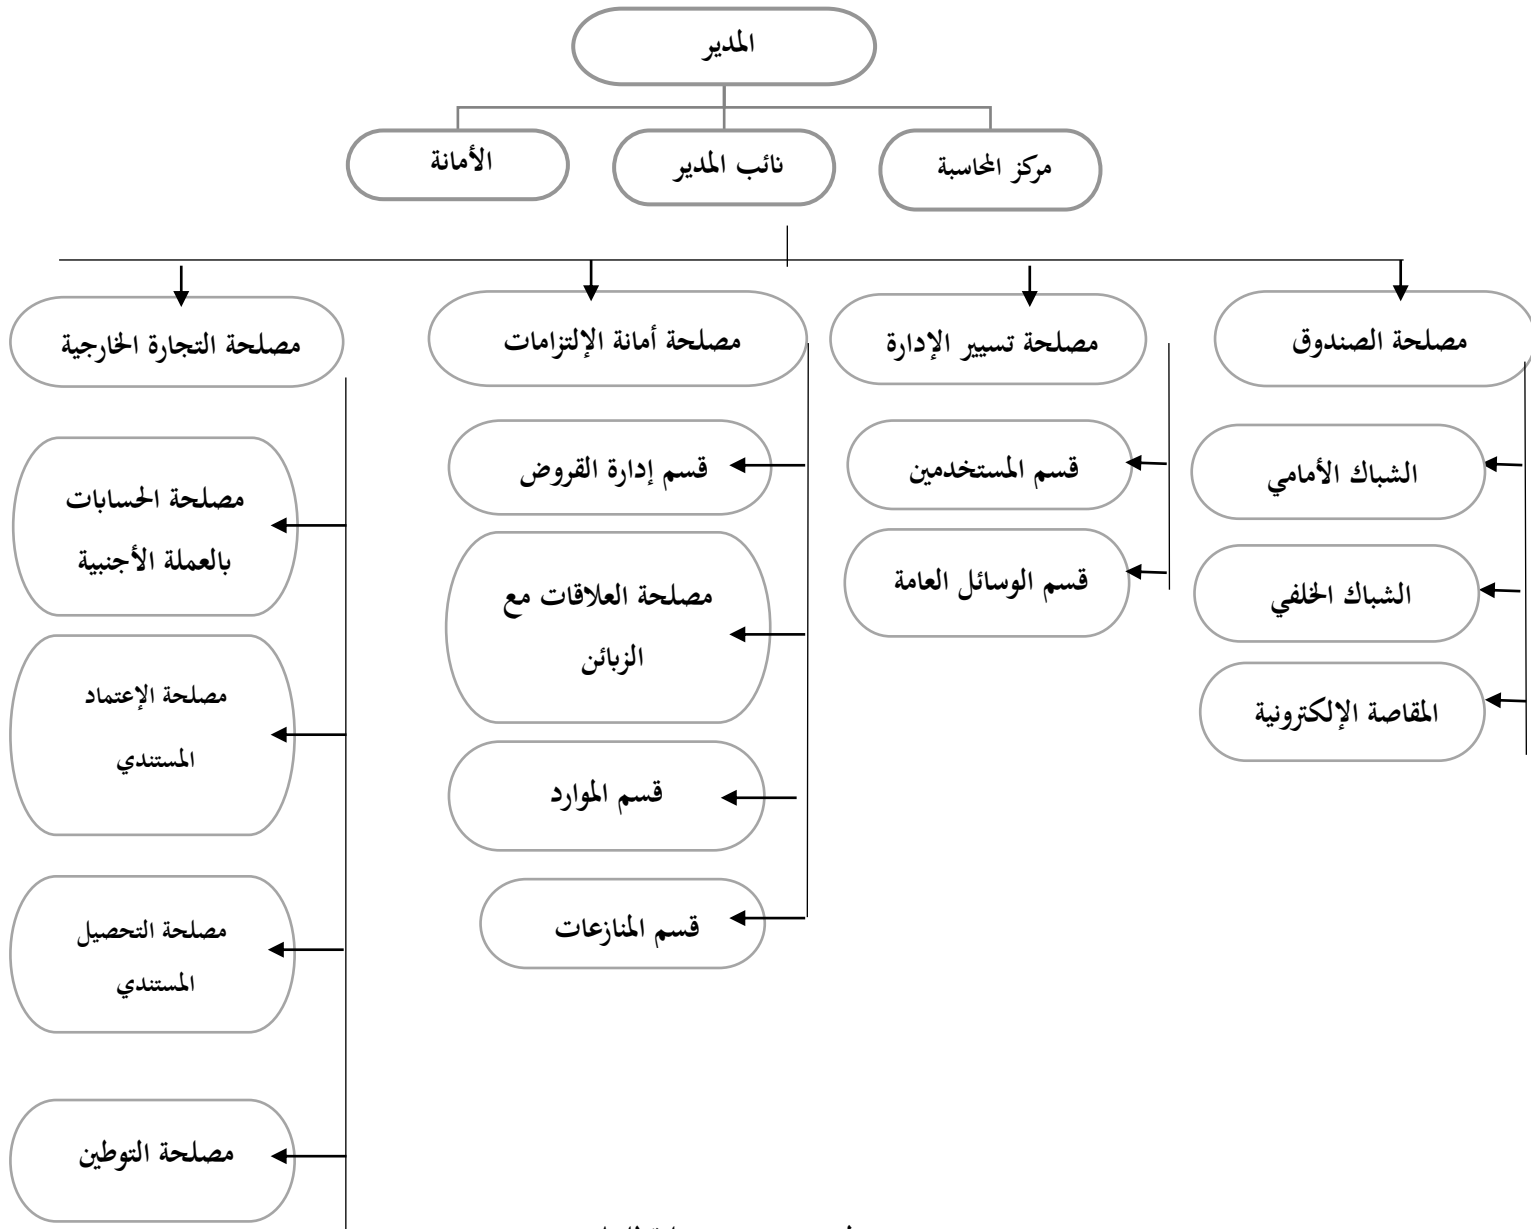 المدير
مركز المحاسبة
نائب المدير
الأمانة
مصلحة الصندوق
مصلحة تسيير الإدارة
مصلحة أمانة الإلتزامات
مصلحة التجارة الخارجية
الشباك الأمامي
الشباك الخلفي
المقاصة الإلكترونية
قسم المستخدمين
قسم الوسائل العامة
قسم إدارة القروض
مصلحة العلاقات مع
الزبائن
قسم الموارد
قسم المنازعات
مصلحة الحسابات
بالعملة الأجنبية
مصلحة الإعتماد
المستندي
مصلحة التحصيل
المستندي
مصلحة التوطين